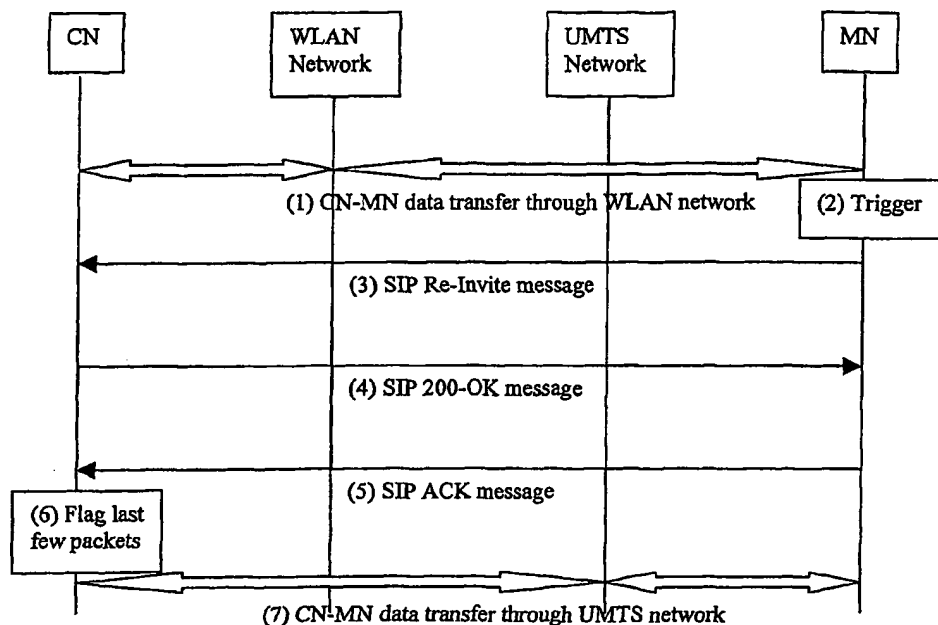 CN
WLAN
Network
UMTS
Network
MN
(1) CN-MN data transfer through WLAN network
(2) Trigger
(3) SIP Re-Invite message
(4) SIP 200-OK message
(5) SIP ACK message
(6) Flag last
few packets
(7) CN-MN data transfer through UMTS network